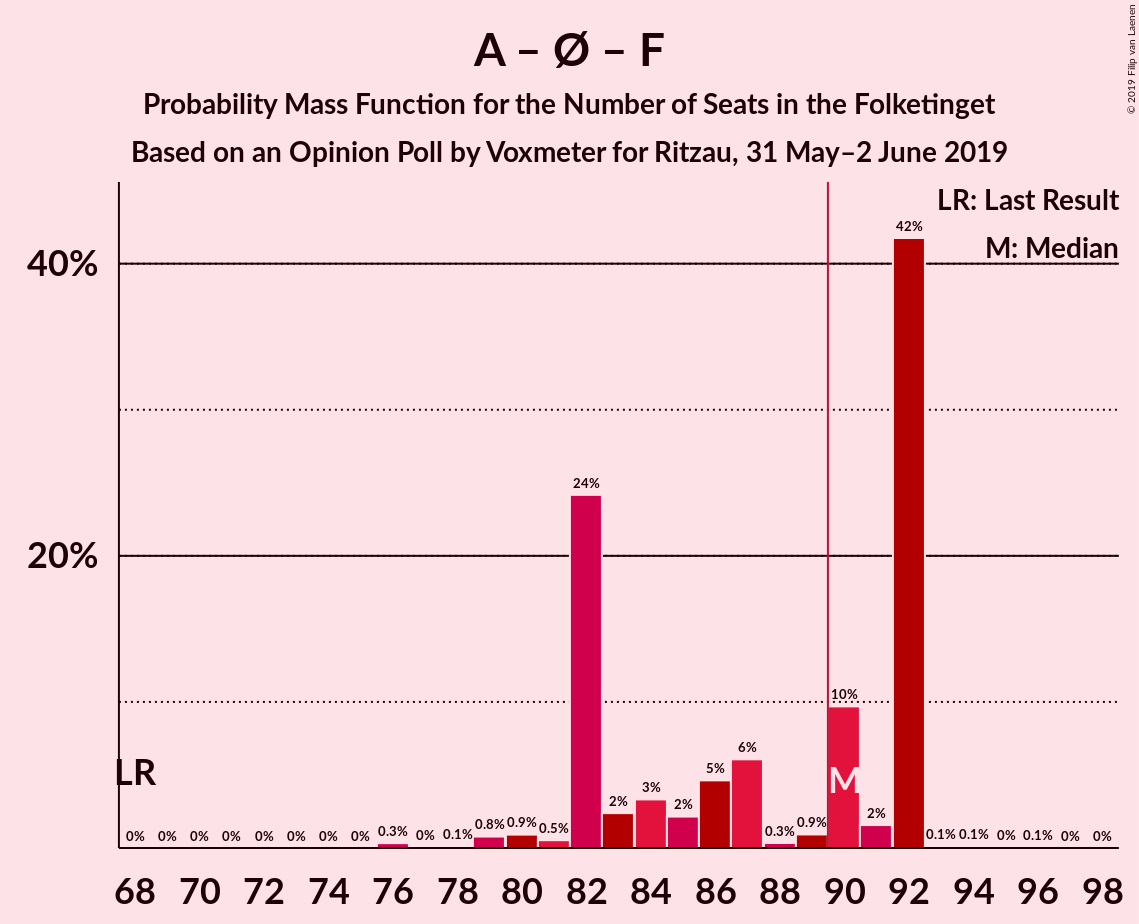 A – Ø – F
Probability Mass Function for the Number of Seats in the Folketinget
Based on an Opinion Poll by Voxmeter for Ritzau, 31 May–2 June 2019
© 2019 Filip van Laenen
LR: Last Result
M: Median
40%
20%
LR
M
0% 0% 0% 0% 0% 0% 0% 0% 0.3% 0% 0.1% 0.8% 0.9% 0.5% 24% 2% 3% 2% 5% 6% 0.3% 0.9% 10% 2% 42% 0.1% 0.1% 0% 0.1% 0% 0%
68 70 72 74 76 78 80 82 84 86 88 90 92 94 96 98